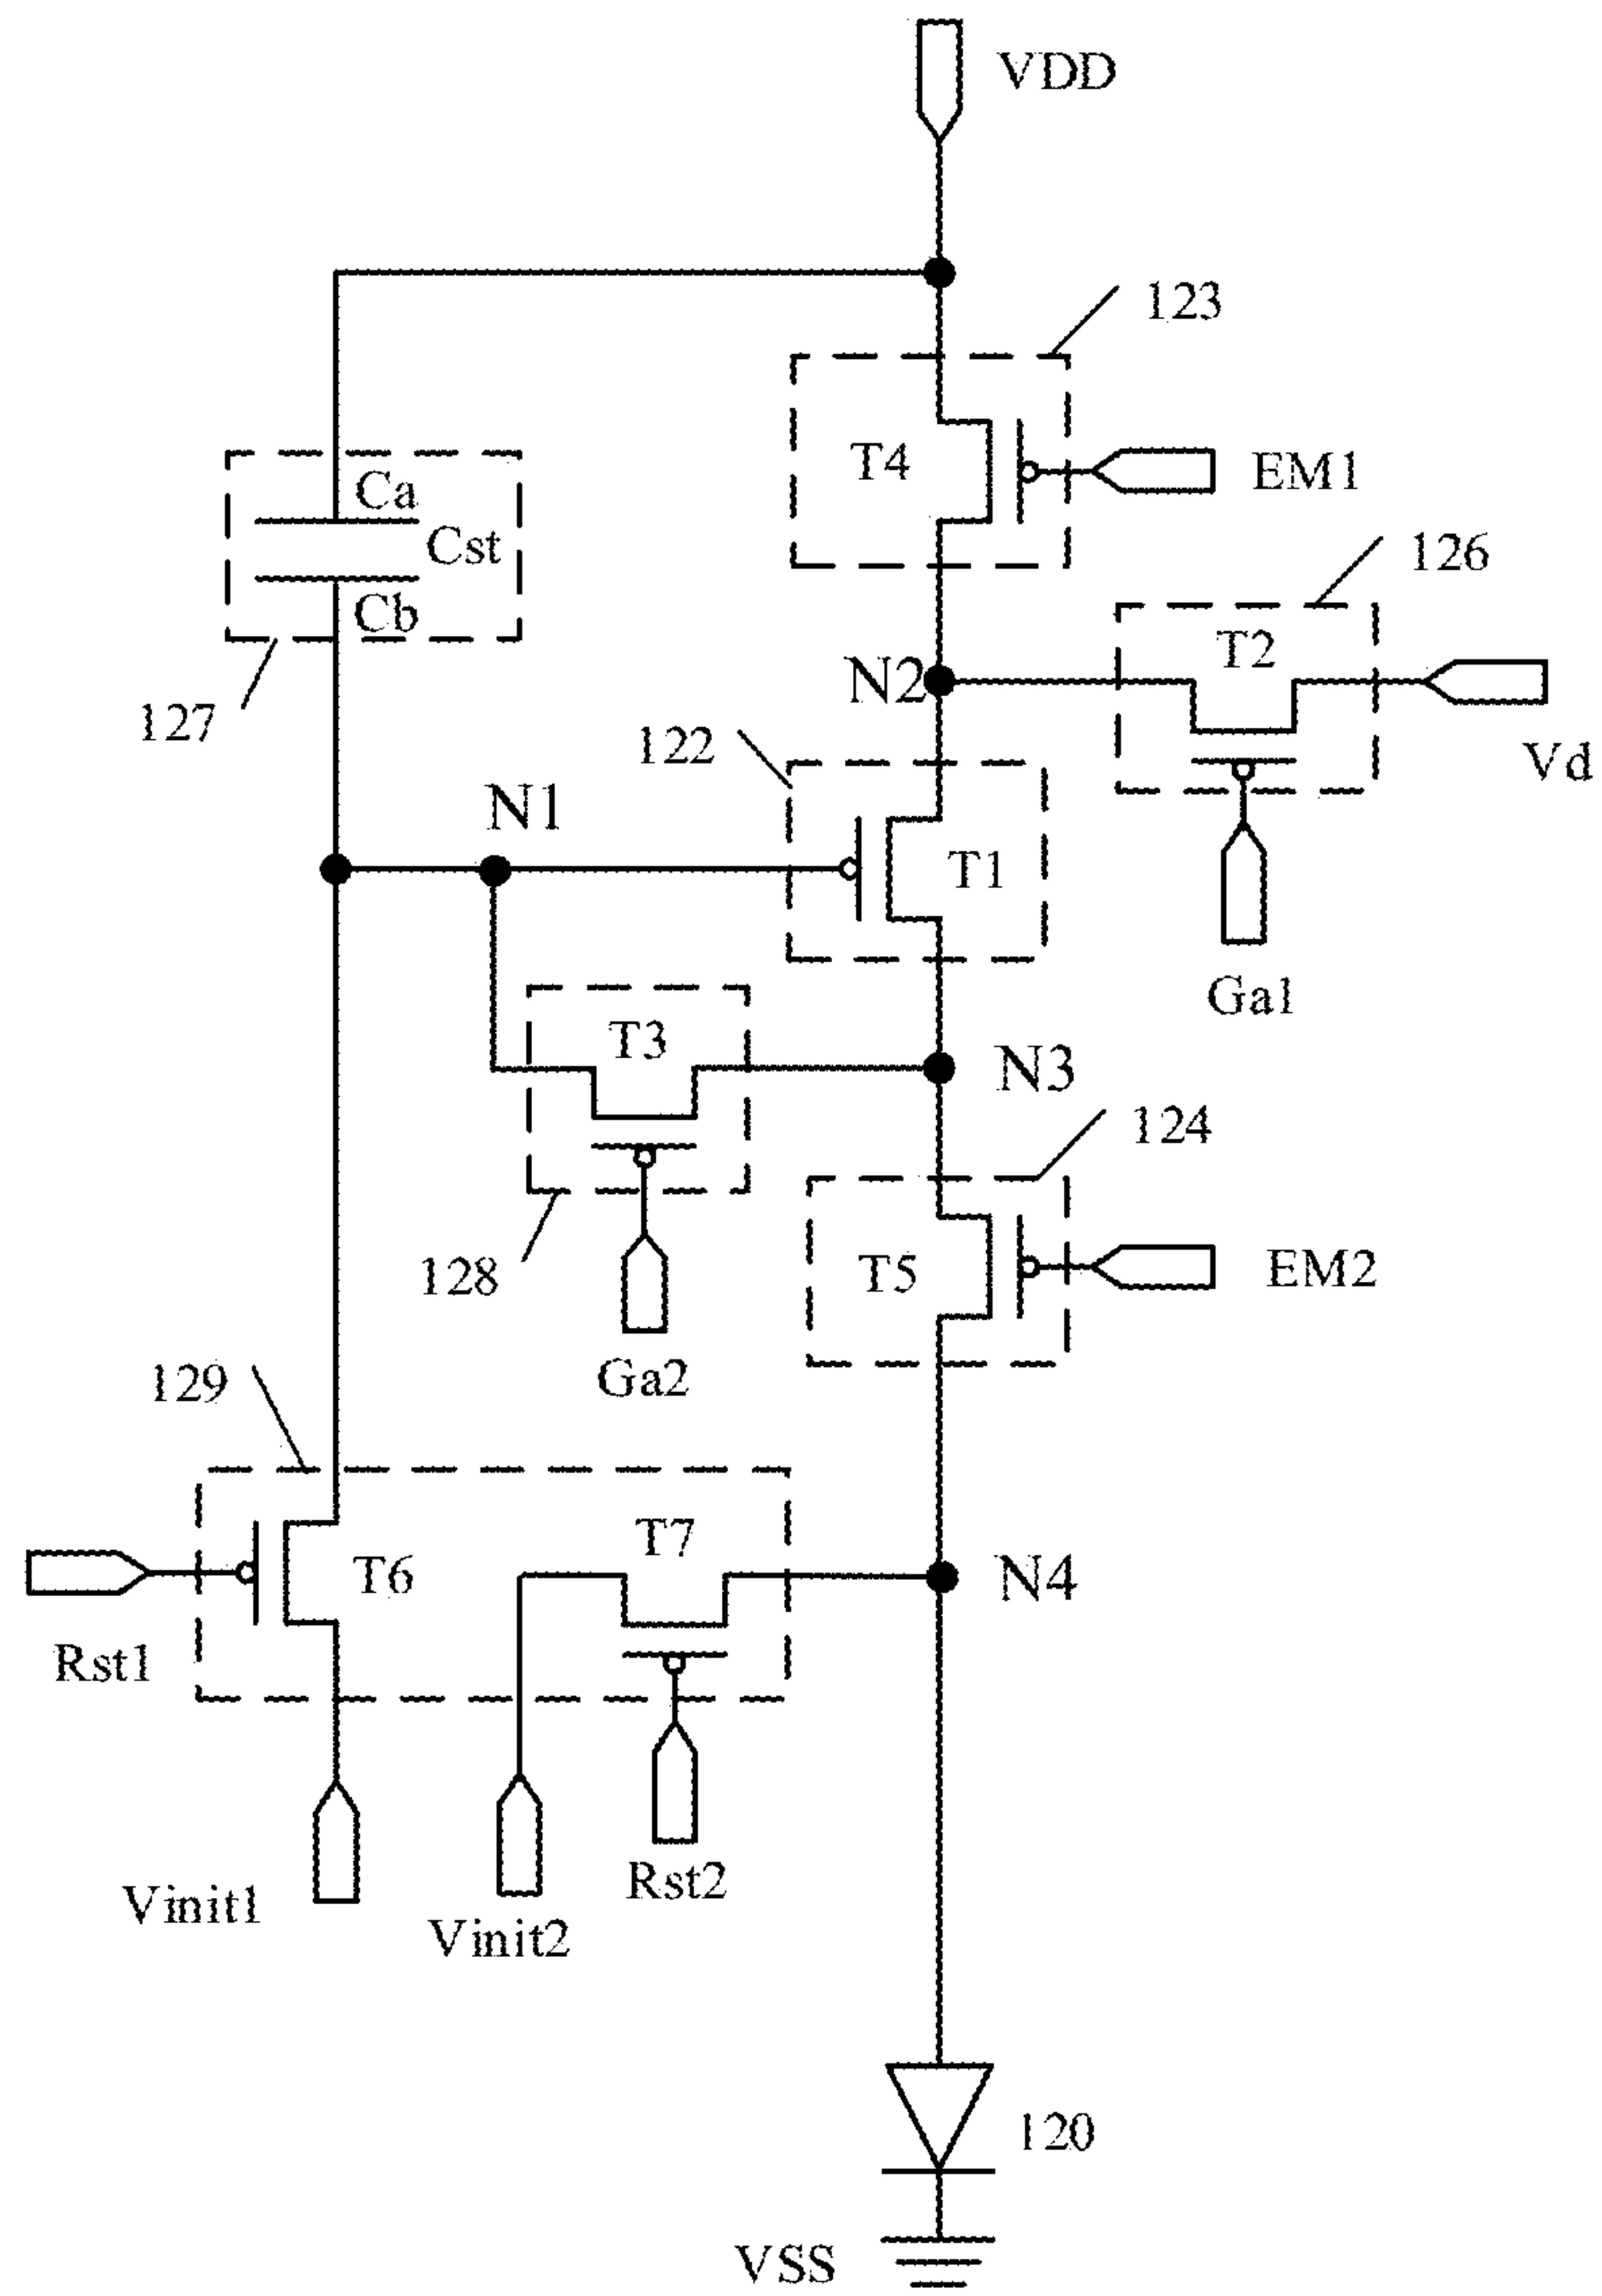 VDD
123
Ca
T4
EM1
Cst
126
Cb
T2
N2
127
122
Vd
N1
T1
Ga1
T3
N3
124
128
T5
EM2
Ga2
129
T7
T6
N4
Rst1
Rst2
Vinit1
Vinit2
120
VSS